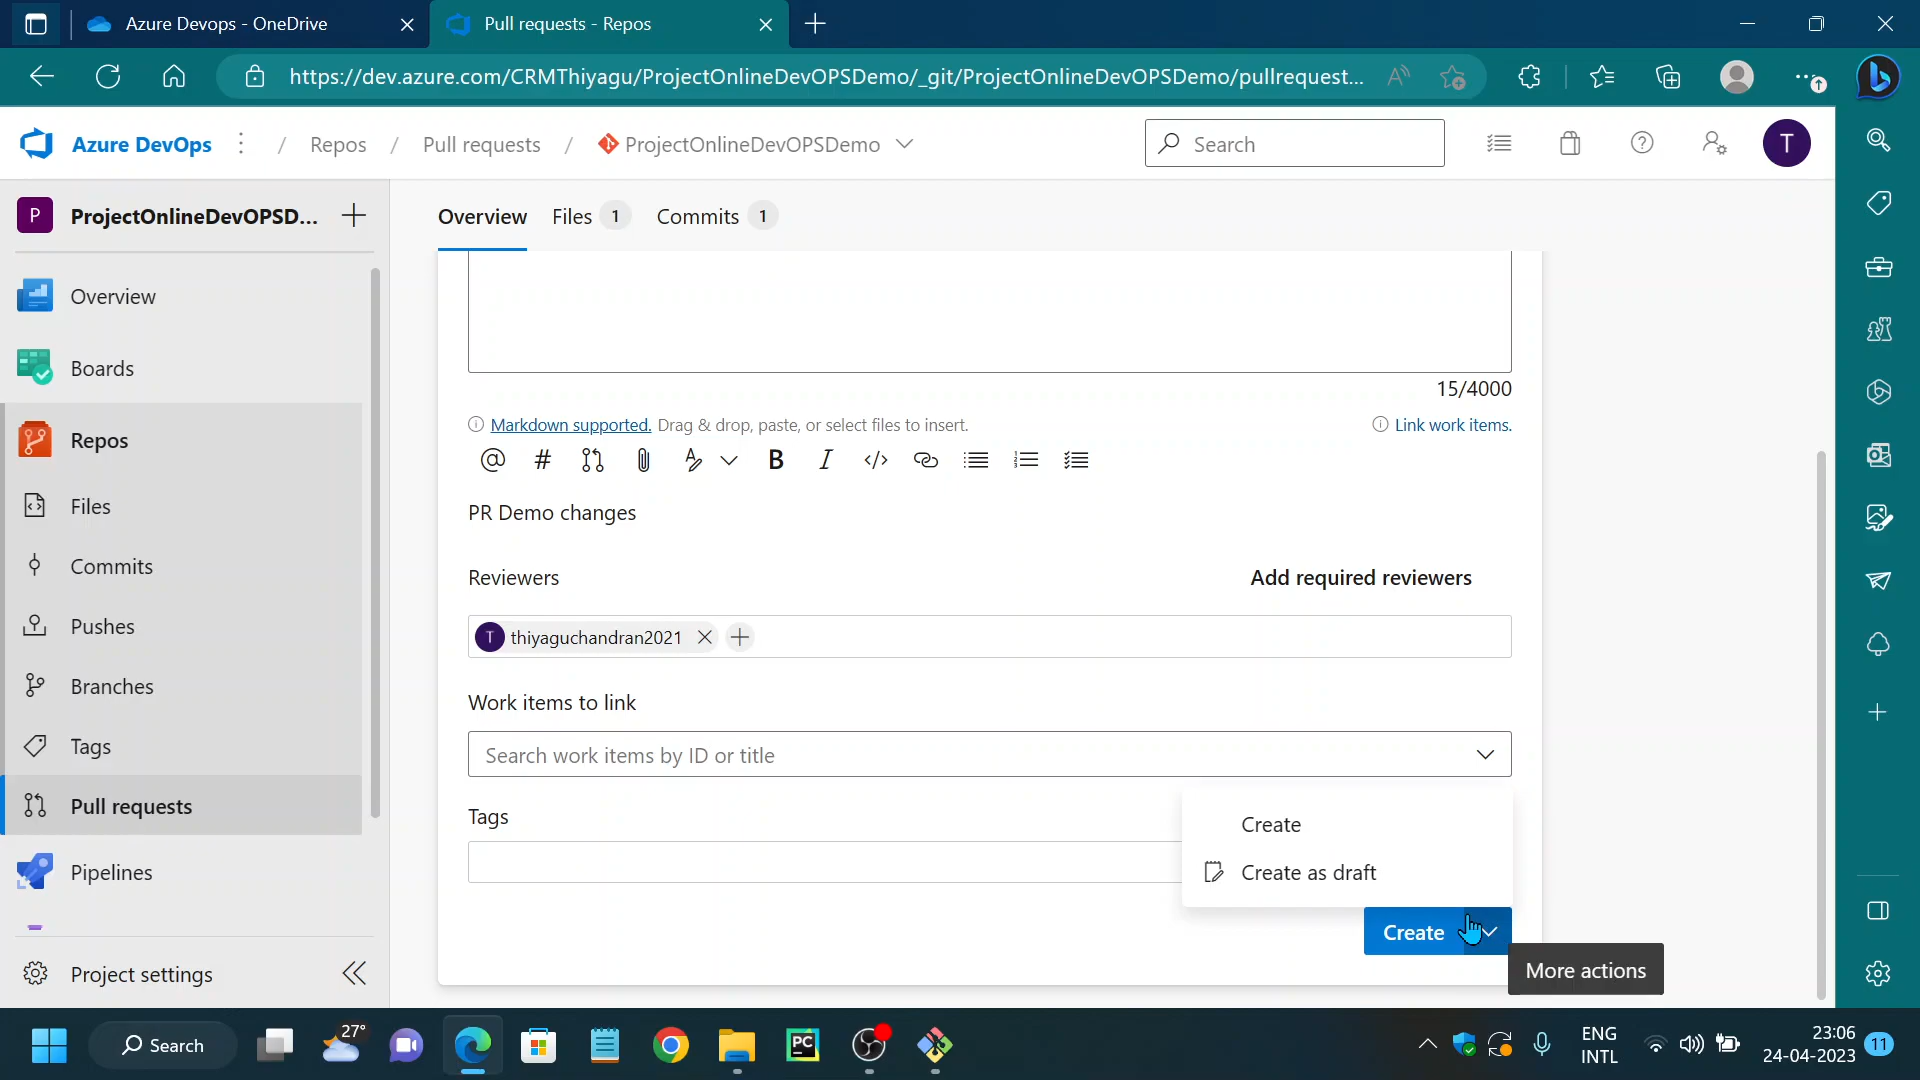 Azure Devops - OneDrive
Pull requests - Repos
https://dev.azure.com/CRMThiyagu/ProjectOnlineDevOPSDemo/_git/ProjectOnlineDevOPSDemo/pullrequest...
Azure DevOps / Repos / Pull requests / ProjectOnlineDevOPSDemo
Search
T
P ProjectOnlineDevOPSD...
Overview
Files 1
Commits 1
Overview
Boards
Repos
Files
Commits
Pushes
Branches
Tags
Pull requests
Pipelines
Project settings
15/4000
Markdown supported. Drag & drop, paste, or select files to insert.
Link work items.
PR Demo changes
Reviewers
Add required reviewers
T thiyaguchandran2021
Work items to link
Search work items by ID or title
Tags
Create
Create as draft
Create
More actions
Search
27°
PC
ENG
INTL
23:06
24-04-2023
11